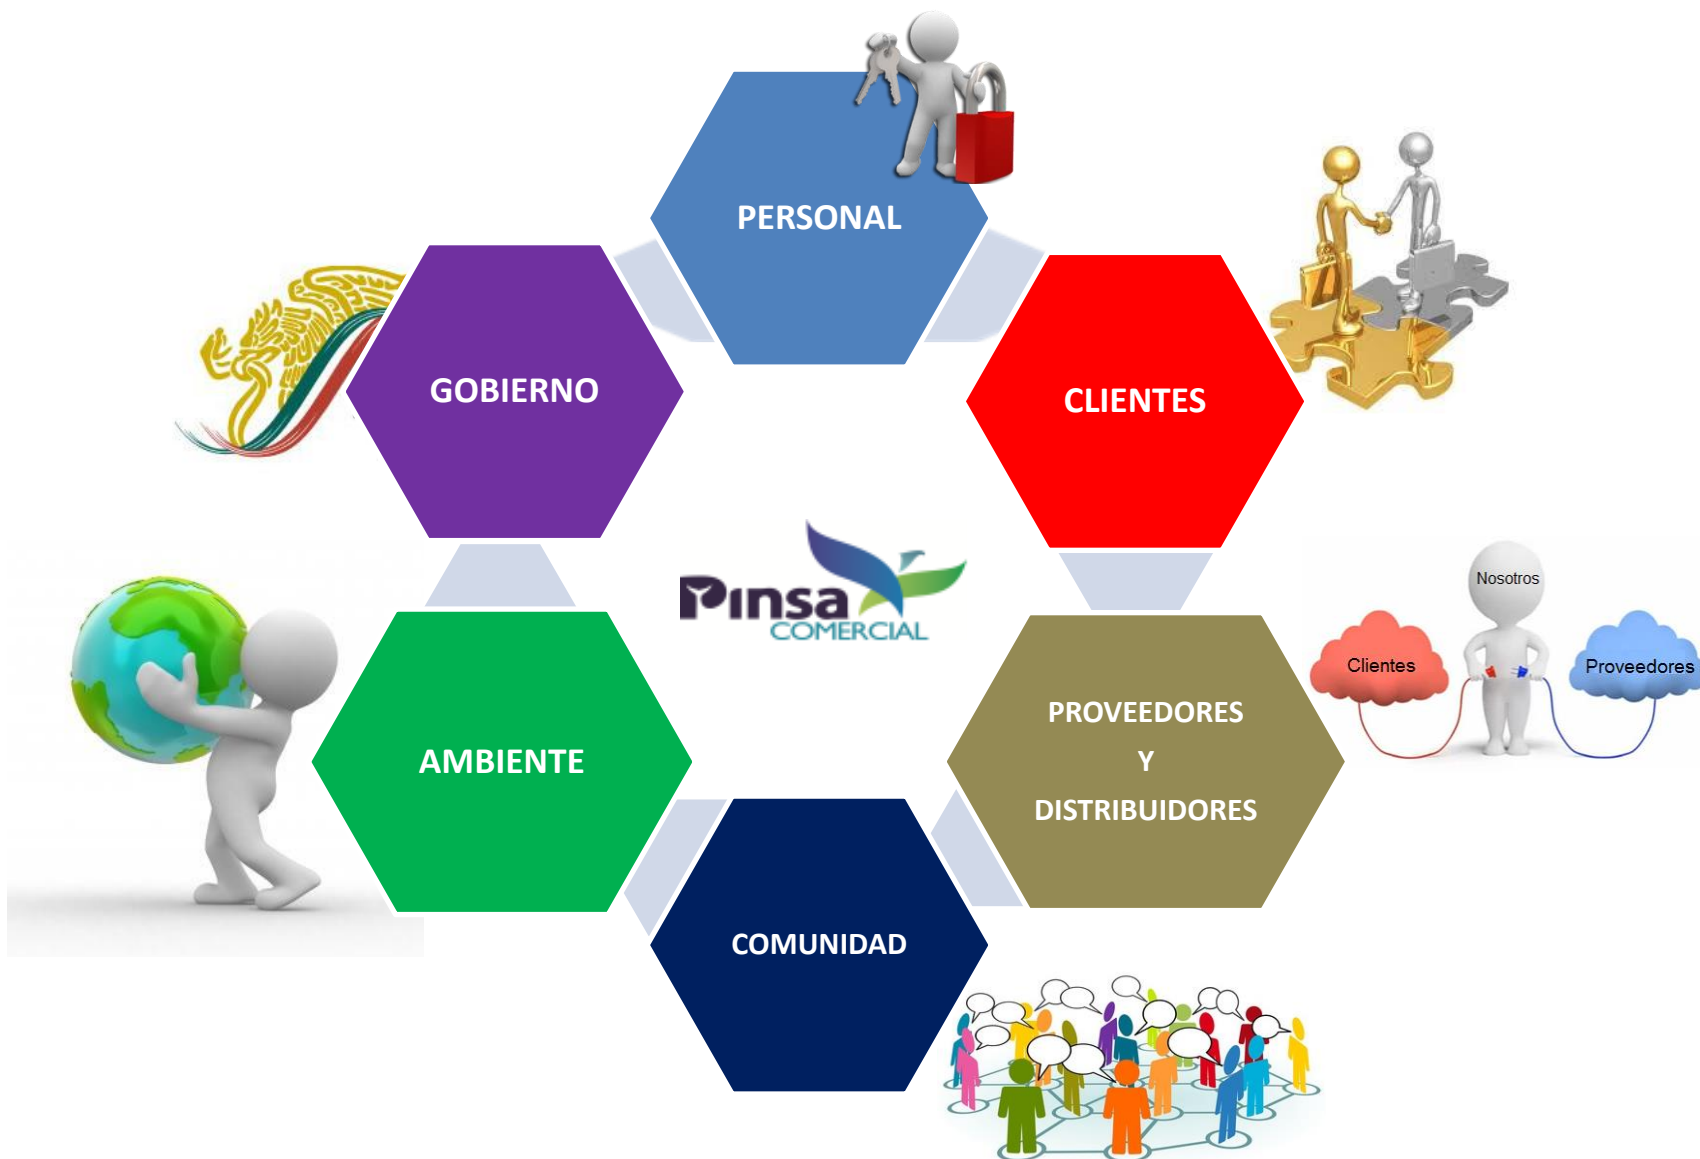 PERSONAL
GOBIERNO
CLIENTES
Pinsa
COMERCIAL
Nosotros
Clientes
Proveedores
PROVEEDORES
Y
DISTRIBUIDORES
AMBIENTE
COMUNIDAD